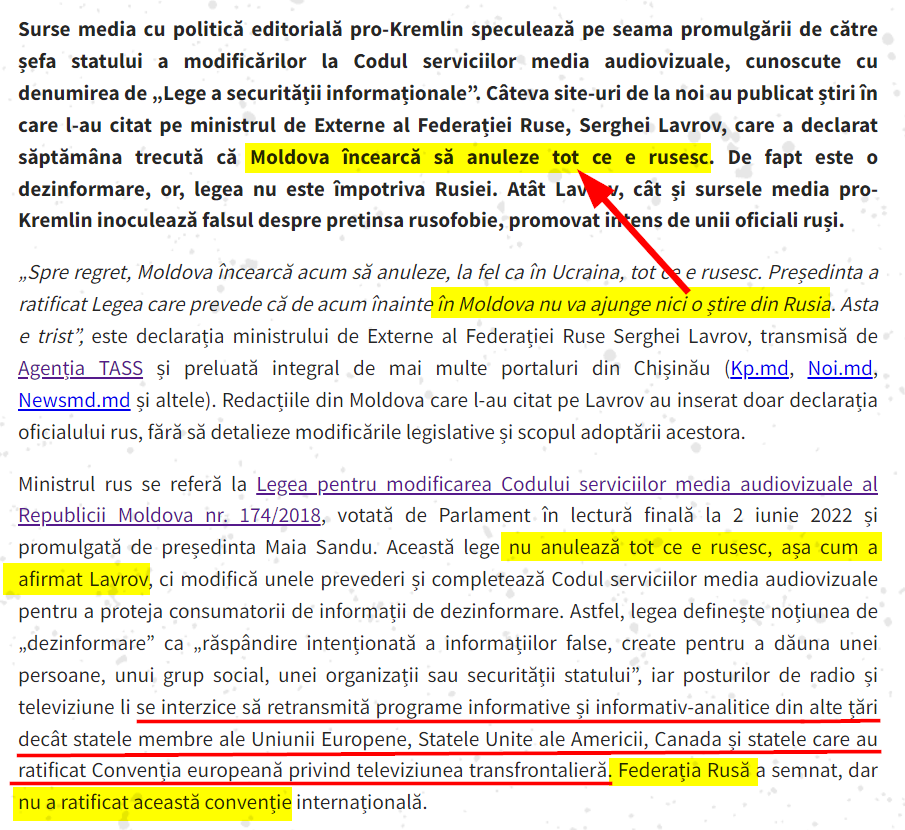 Surse media cu politică editorială pro-Kremlin speculează pe seama promulgării de către
șefa statului a modificărilor la Codul serviciilor media audiovizuale, cunoscute cu
denumirea de „Lege a securității informaționale”. Câteva site-uri de la noi au publicat știri în
care l-au citat pe ministrul de Externe al Federației Ruse, Serghei Lavrov, care a declarat
săptămâna trecută că Moldova încearcă să anuleze tot ce e rusesc. De fapt este o
dezinformare, or, legea nu este împotriva Rusiei. Atât Lavrov, cât și sursele media pro-
Kremlin inoculează falsul despre pretinsa rusofobie, promovat intens de unii oficiali ruși.
„Spre regret, Moldova încearcă acum să anuleze, la fel ca în Ucraina, tot ce e rusesc. Președinta a
ratificat Legea care prevede că de acum înainte în Moldova nu va ajunge nici o știre din Rusia. Asta
e trist”, este declarația ministrului de Externe al Federației Ruse Serghei Lavrov, transmisă de
Agenția TASS și preluată integral de mai multe portaluri din Chișinău (Kp.md, Noi.md,
Newsmd.md și altele). Redacțiile din Moldova care l-au citat pe Lavrov au inserat doar declarația
oficialului rus, fără să detalieze modificările legislative și scopul adoptării acestora.
Ministrul rus se referă la Legea pentru modificarea Codului serviciilor media audiovizuale al
Republicii Moldova nr. 174/2018, votată de Parlament în lectură finală la 2 iunie 2022 și
promulgată de președinta Maia Sandu. Această lege nu anulează tot ce e rusesc, așa cum a
afirmat Lavrov, ci modifică unele prevederi și completează Codul serviciilor media audiovizuale
pentru a proteja consumatorii de informații de dezinformare. Astfel, legea definește noțiunea de
„dezinformare” ca „răspândire intenționată a informațiilor false, create pentru a dăuna unei
persoane, unui grup social, unei organizații sau securității statului”, iar posturilor de radio și
televiziune li se interzice să retransmită programe informative și informativ-analitice din alte țări
decât statele membre ale Uniunii Europene, Statele Unite ale Americii, Canada și statele care au
ratificat Convenția europeană privind televiziunea transfrontalieră. Federația Rusă a semnat, dar
nu a ratificat această convenție internațională.